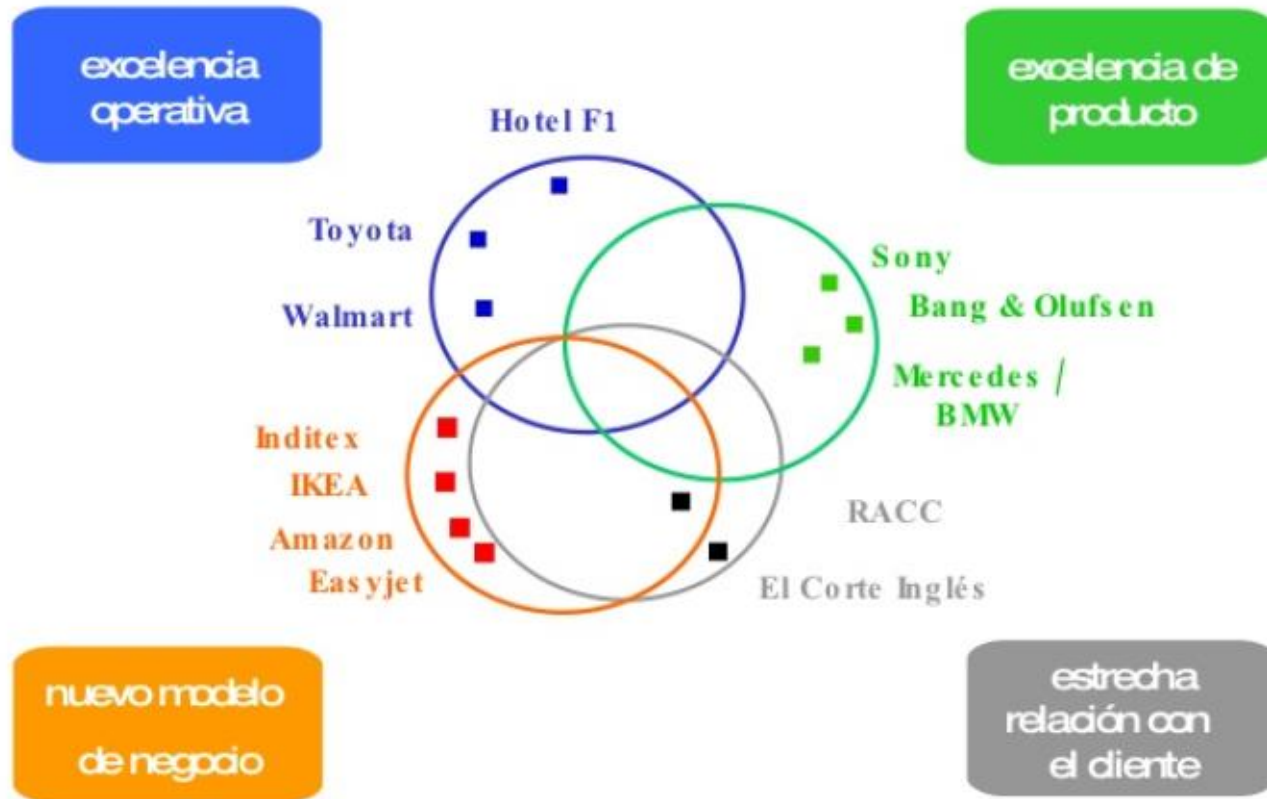 excelencia
operativa
excelencia de
producto
Hotel F1
Toyota
Walmart
Sony
Bang & Olufsen
Mercedes /
BMW
Inditex
IKEA
Amazon
Easyjet
RACC
El Corte Inglés
nuevo modelo
de negocio
estrecha
relación con
el cliente